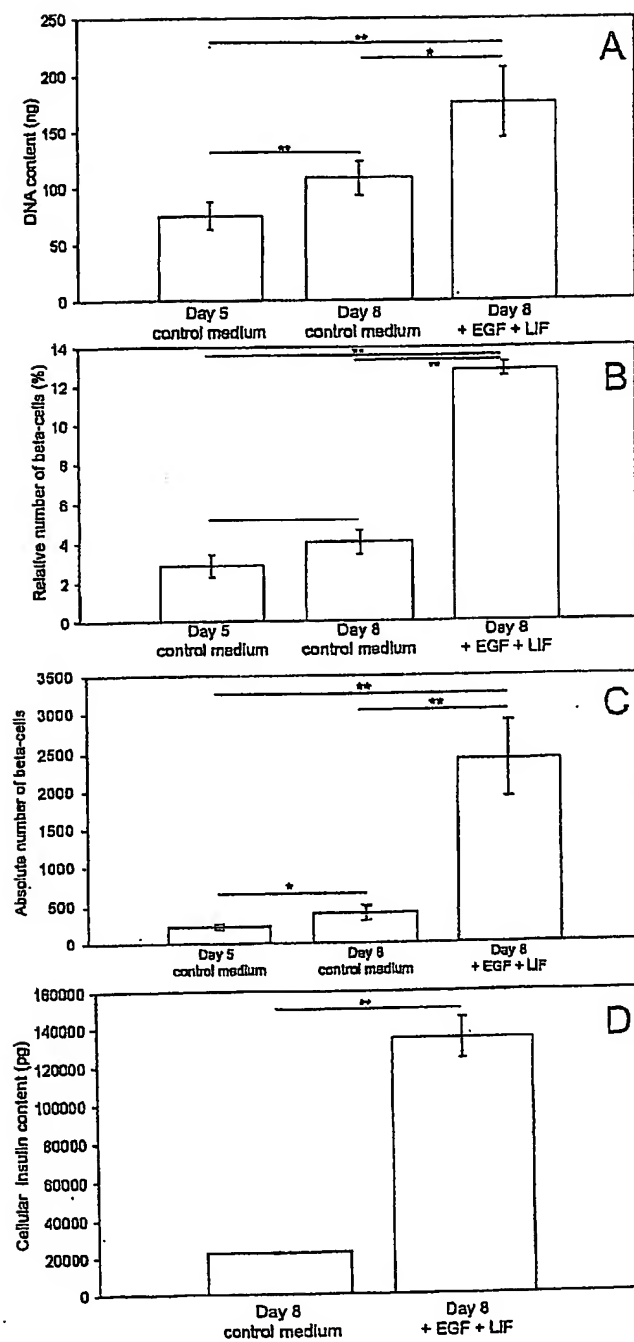 A
DNA content (ng)
250
200
150
100
50
0
**
*
**
Day 5
control medium
Day 8
control medium
Day 8
+ EGF + LIF
B
Relative number of beta-cells (%)
14
12
10
8
6
4
2
0
**
**
Day 5
control medium
Day 8
control medium
Day 8
+ EGF + LIF
C
Absolute number of beta-cells
3500
3000
2500
2000
1500
1000
500
0
**
**
*
Day 5
control medium
Day 8
control medium
Day 8
+ EGF + LIF
D
Cellular Insulin content (pg)
160000
140000
120000
100000
80000
60000
40000
20000
0
**
Day 8
control medium
Day 8
+ EGF + LIF